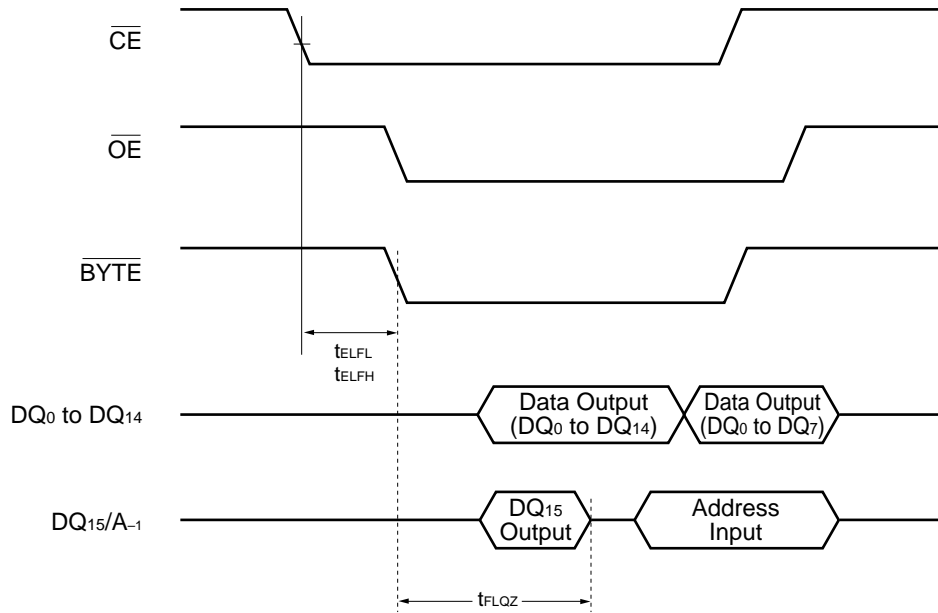 CE
OE
BYTE
tELFL
tELFH
DQ0 to DQ14
Data Output
(DQ0 to DQ14)
Data Output
(DQ0 to DQ7)
DQ15/A–1
DQ15
Output
Address
Input
tFLQZ